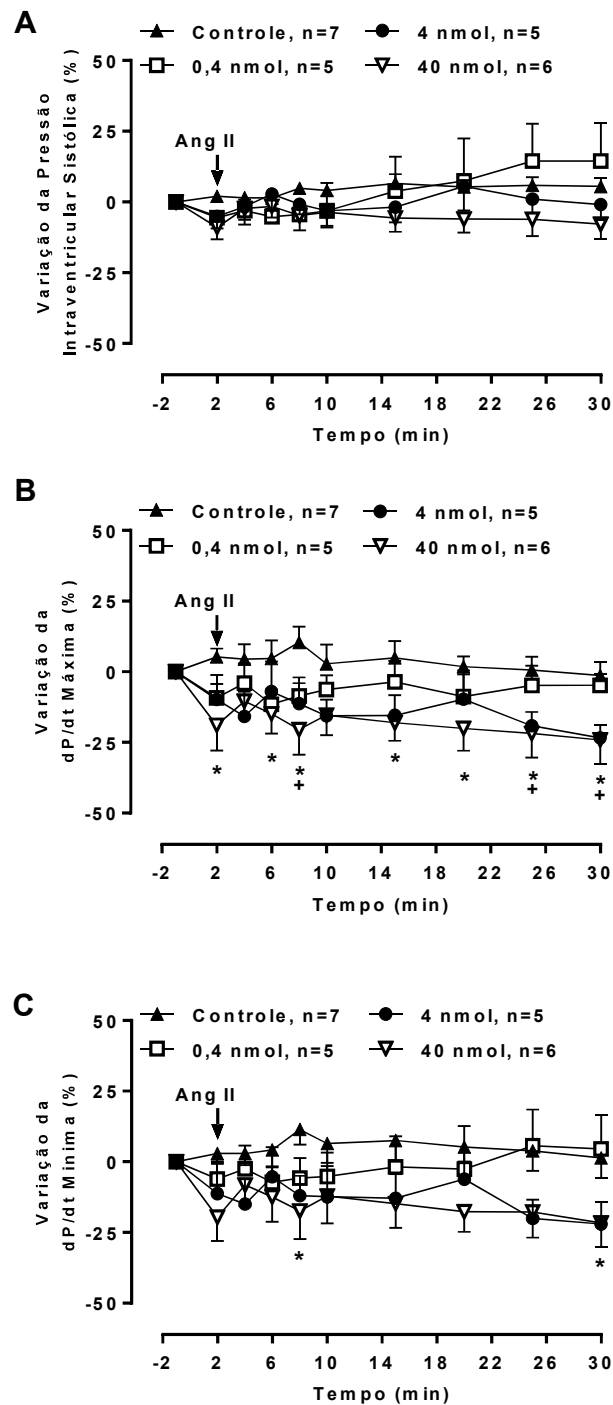 A
Controle, n=7
4 nmol, n=5
0,4 nmol, n=5
40 nmol, n=6
Variação da Pressão
Intraventricular Sistólica (%)
50
25
0
-25
-50
Ang II
-2 2 6 10 14 18 22 26 30
Tempo (min)
B
Controle, n=7
4 nmol, n=5
0,4 nmol, n=5
40 nmol, n=6
Variação da
dP/dt Máxima (%)
50
25
0
-25
-50
Ang II
* * * * * * *
+ + +
-2 2 6 10 14 18 22 26 30
Tempo (min)
C
Controle, n=7
4 nmol, n=5
0,4 nmol, n=5
40 nmol, n=6
Variação da
dP/dt Mínima (%)
50
25
0
-25
-50
Ang II
* *
-2 2 6 10 14 18 22 26 30
Tempo (min)